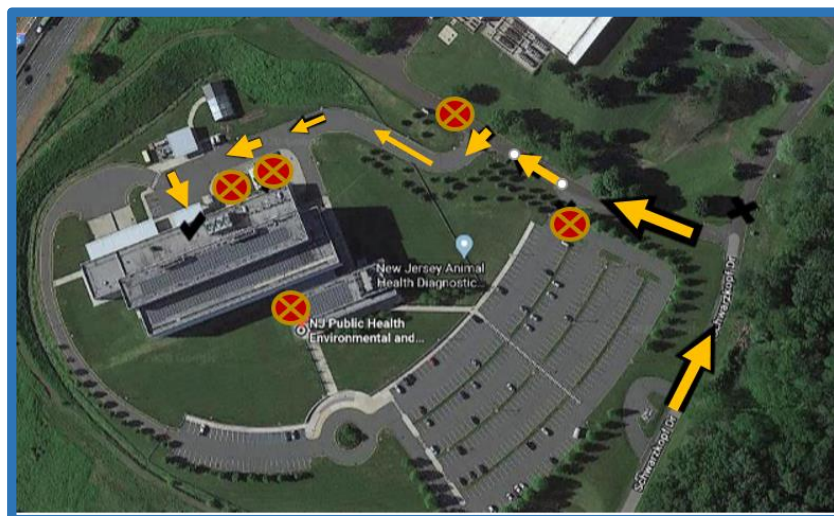 New Jersey Animal
Health Diagnostic...
NJ Public Health
Environmental and...
Schwarzkopf Dr
Schwarzkopf Dr